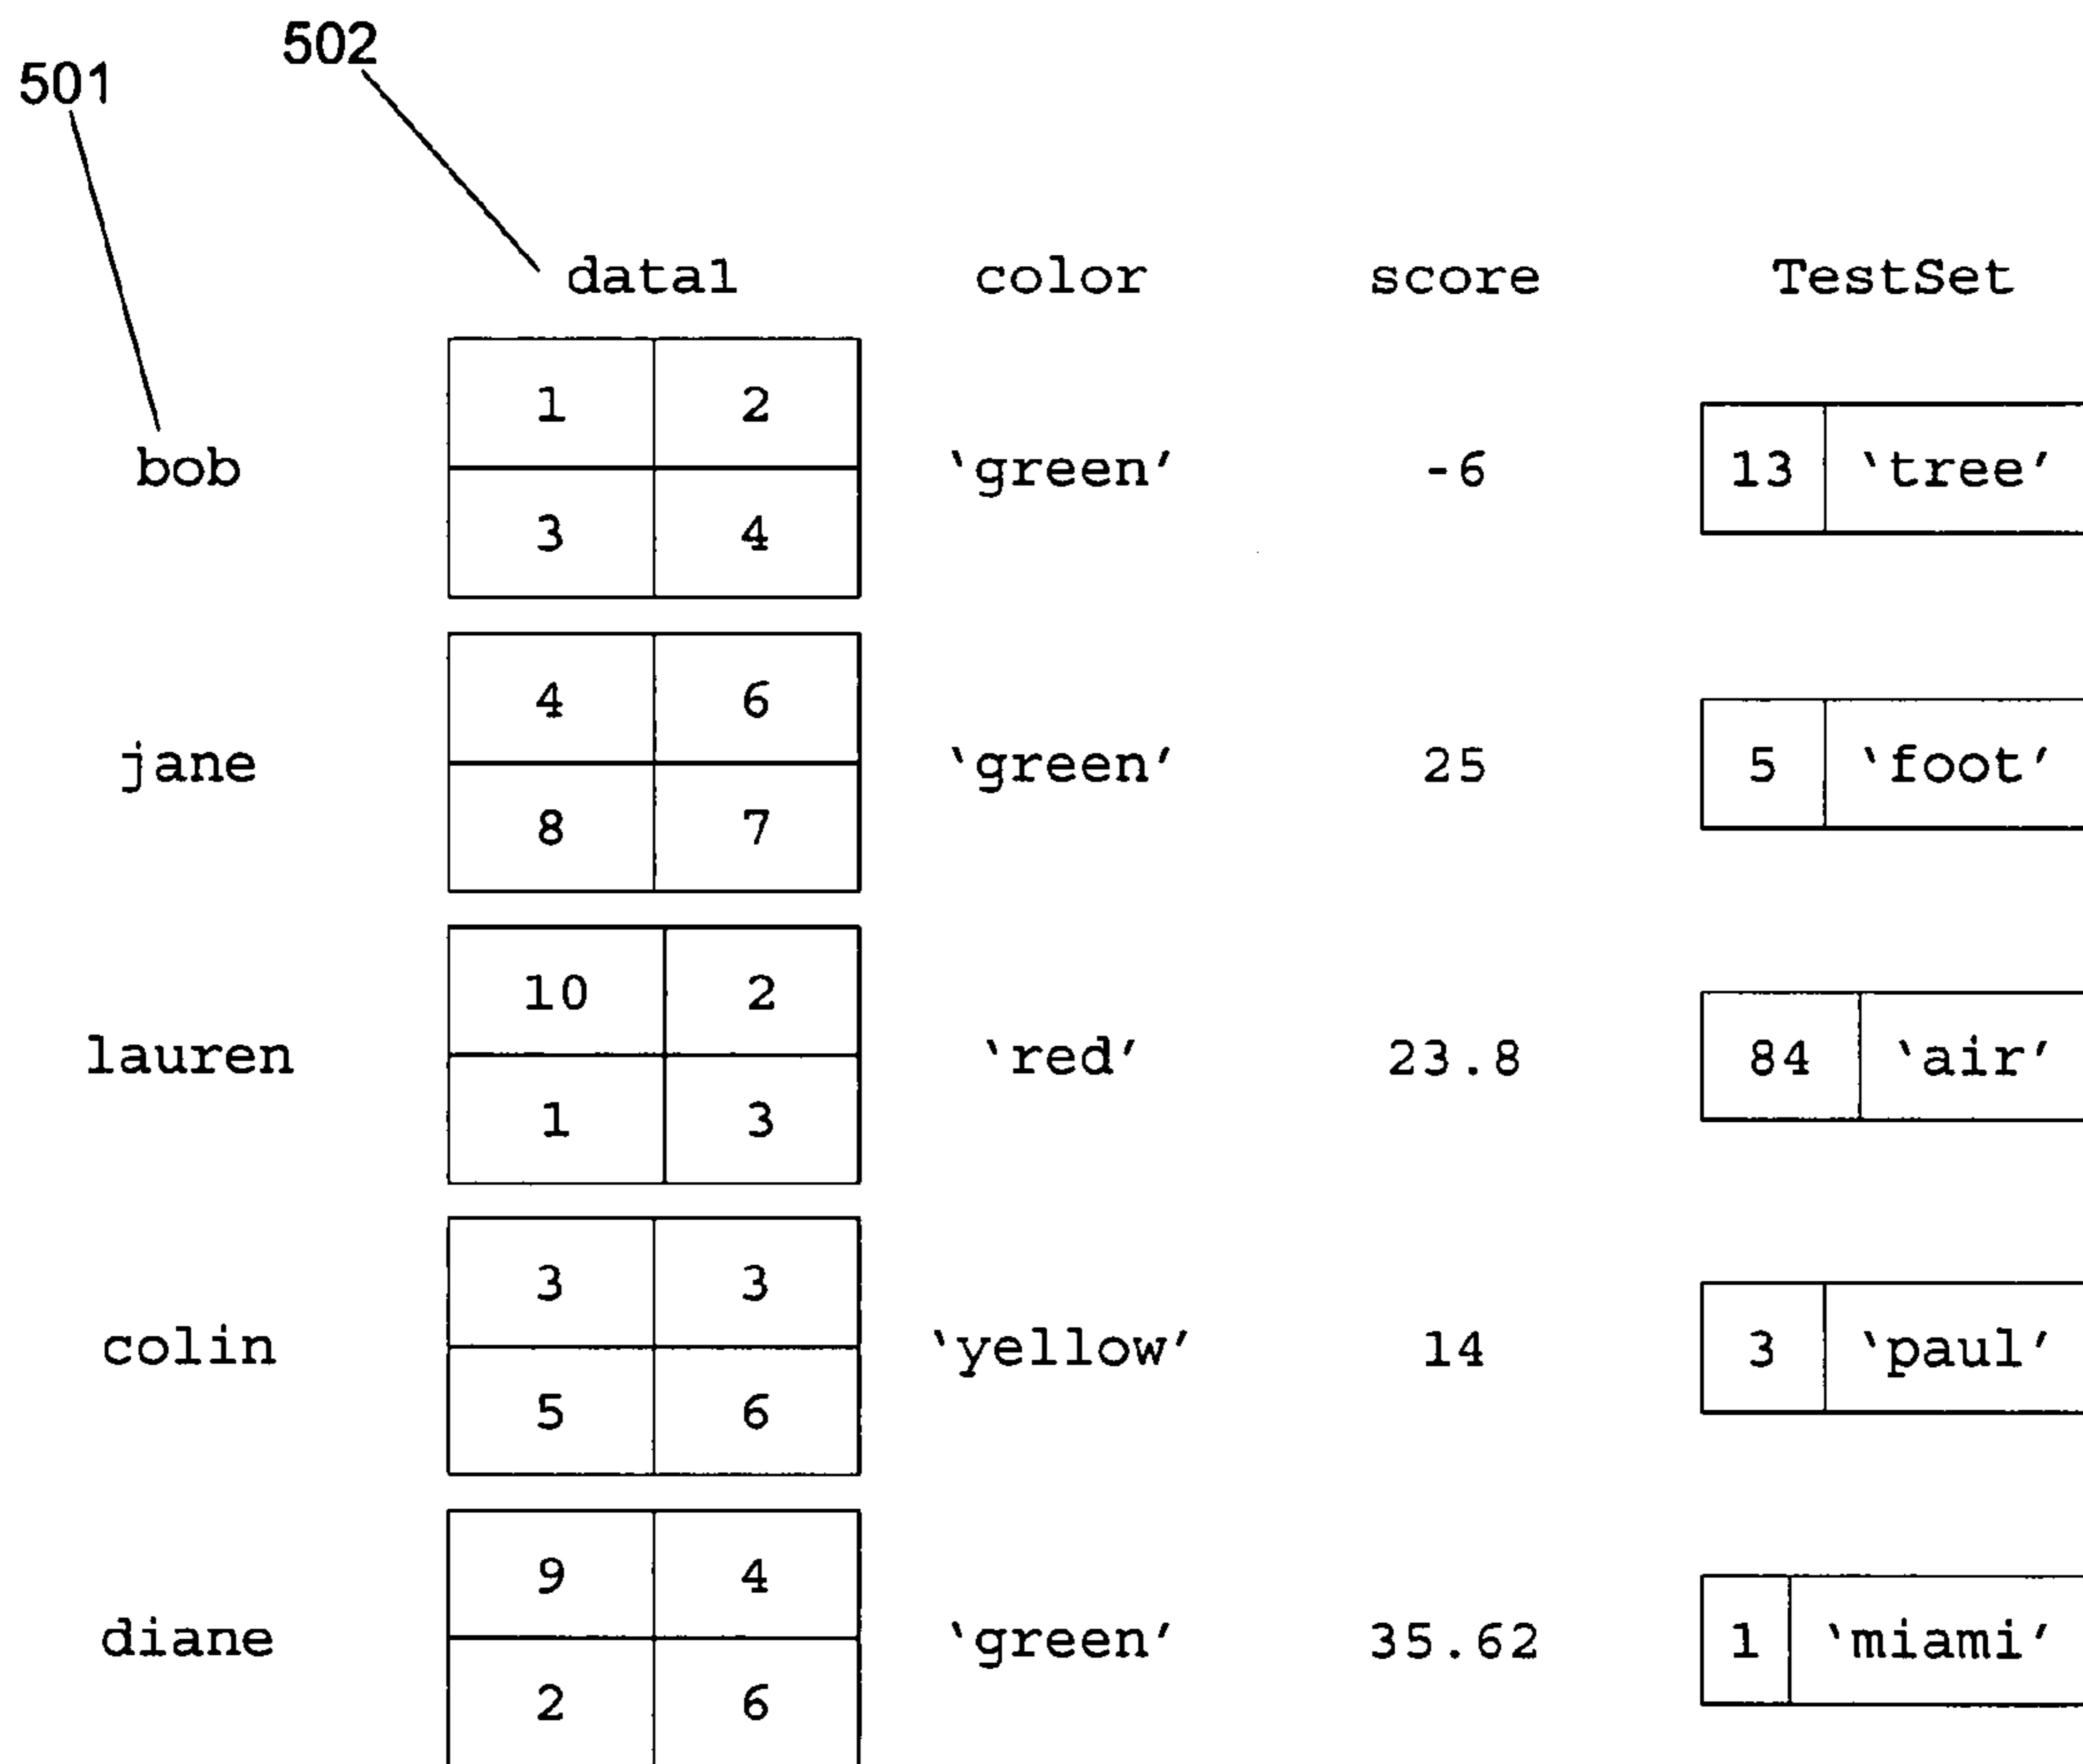 502
501
data1 color score TestSet
1 2
bob 'green' -6 13 'tree'
3 4
4 6
jane 'green' 25 5 'foot'
8 7
10 2
lauren 'red' 23.8 84 'air'
1 3
3 3
colin 'yellow' 14 3 'paul'
5 6
9 4
diane 'green' 35.62 1 'miami'
2 6